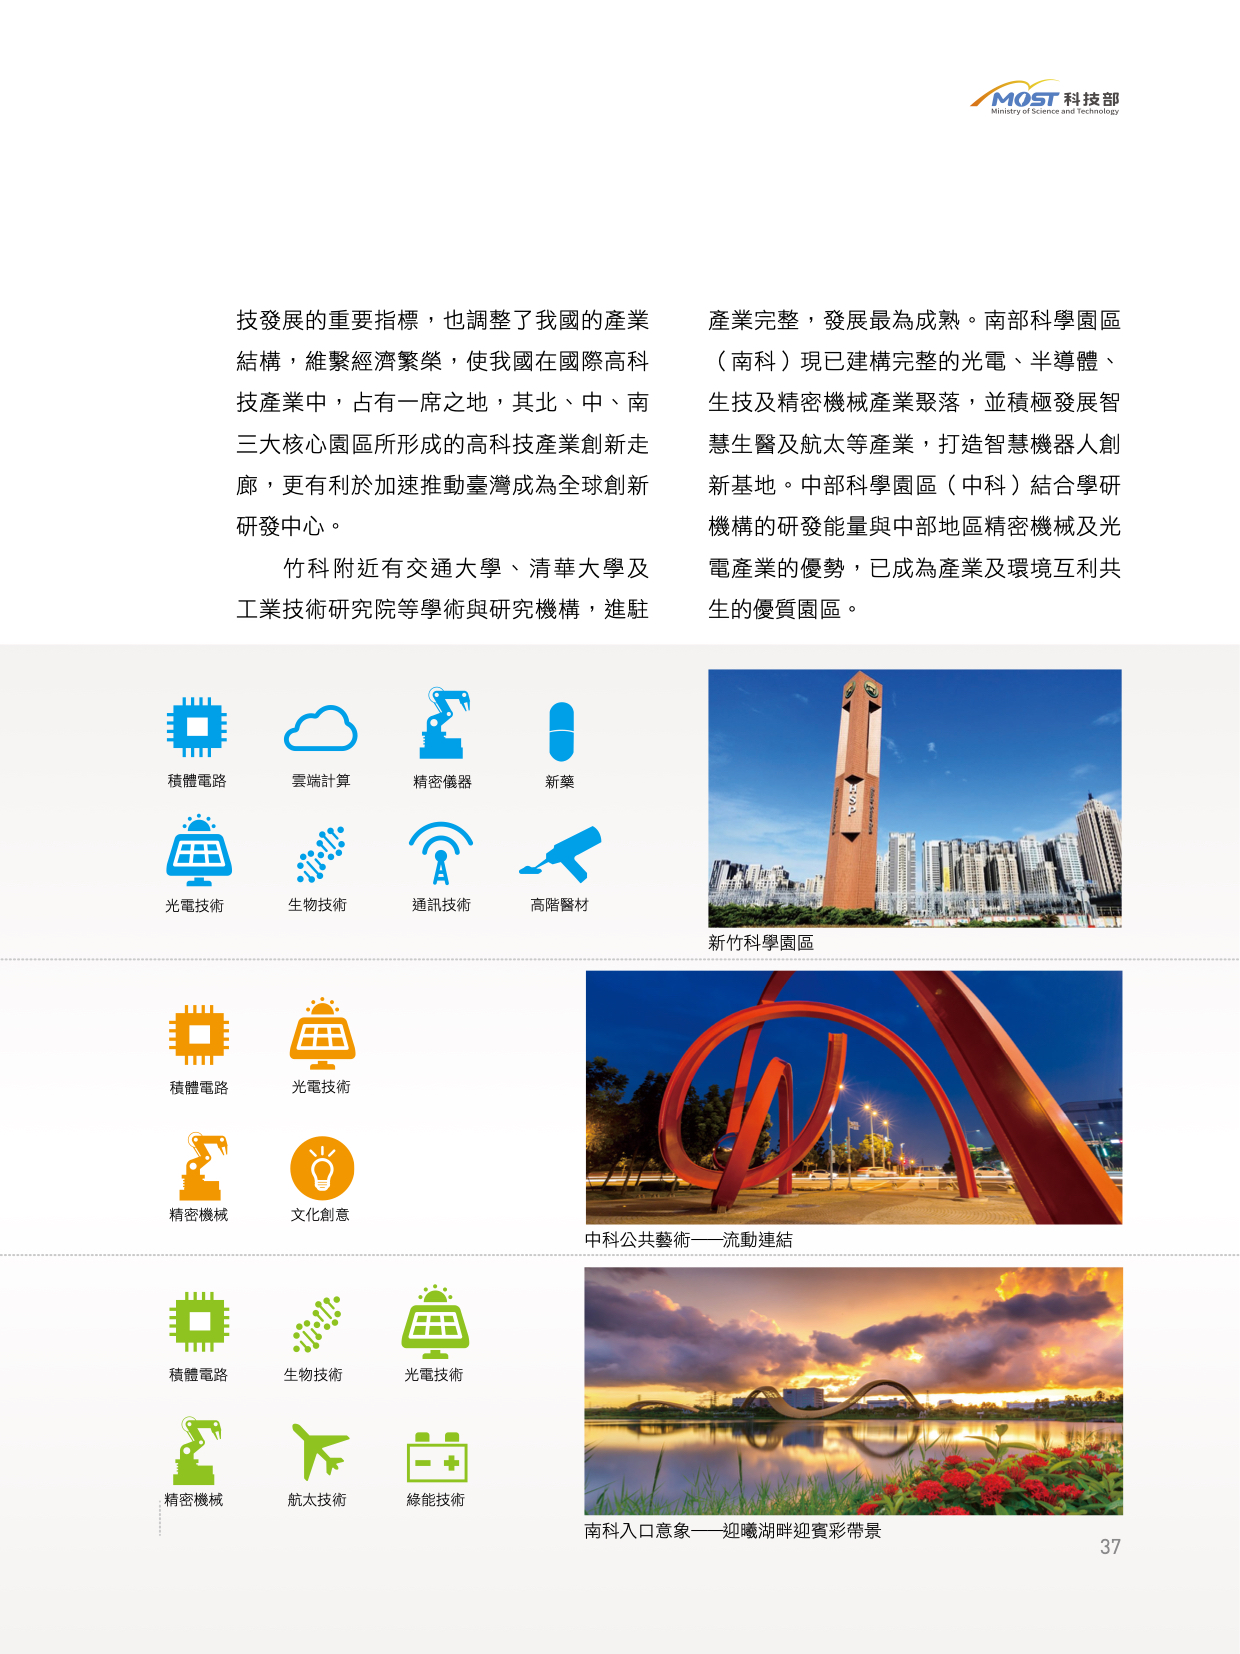 MOST 科技部
Ministry of Science and Technology
技發展的重要指標，也調整了我國的產業
結構，維繫經濟繁榮，使我國在國際高科
技產業中，占有一席之地，其北、中、南
三大核心園區所形成的高科技產業創新走
廊，更有利於加速推動臺灣成為全球創新
研發中心。
竹科附近有交通大學、清華大學及
工業技術研究院等學術與研究機構，進駐
產業完整，發展最為成熟。南部科學園區
（南科）現已建構完整的光電、半導體、
生技及精密機械產業聚落，並積極發展智
慧生醫及航太等產業，打造智慧機器人創
新基地。中部科學園區（中科）結合學研
機構的研發能量與中部地區精密機械及光
電產業的優勢，已成為產業及環境互利共
生的優質園區。
積體電路
雲端計算
精密儀器
新藥
光電技術
生物技術
通訊技術
高階醫材
HSP
新竹科學園區
積體電路
光電技術
精密機械
文化創意
中科公共藝術——流動連結
積體電路
生物技術
光電技術
精密機械
航太技術
綠能技術
南科入口意象——迎曦湖畔迎賓彩帶景
37